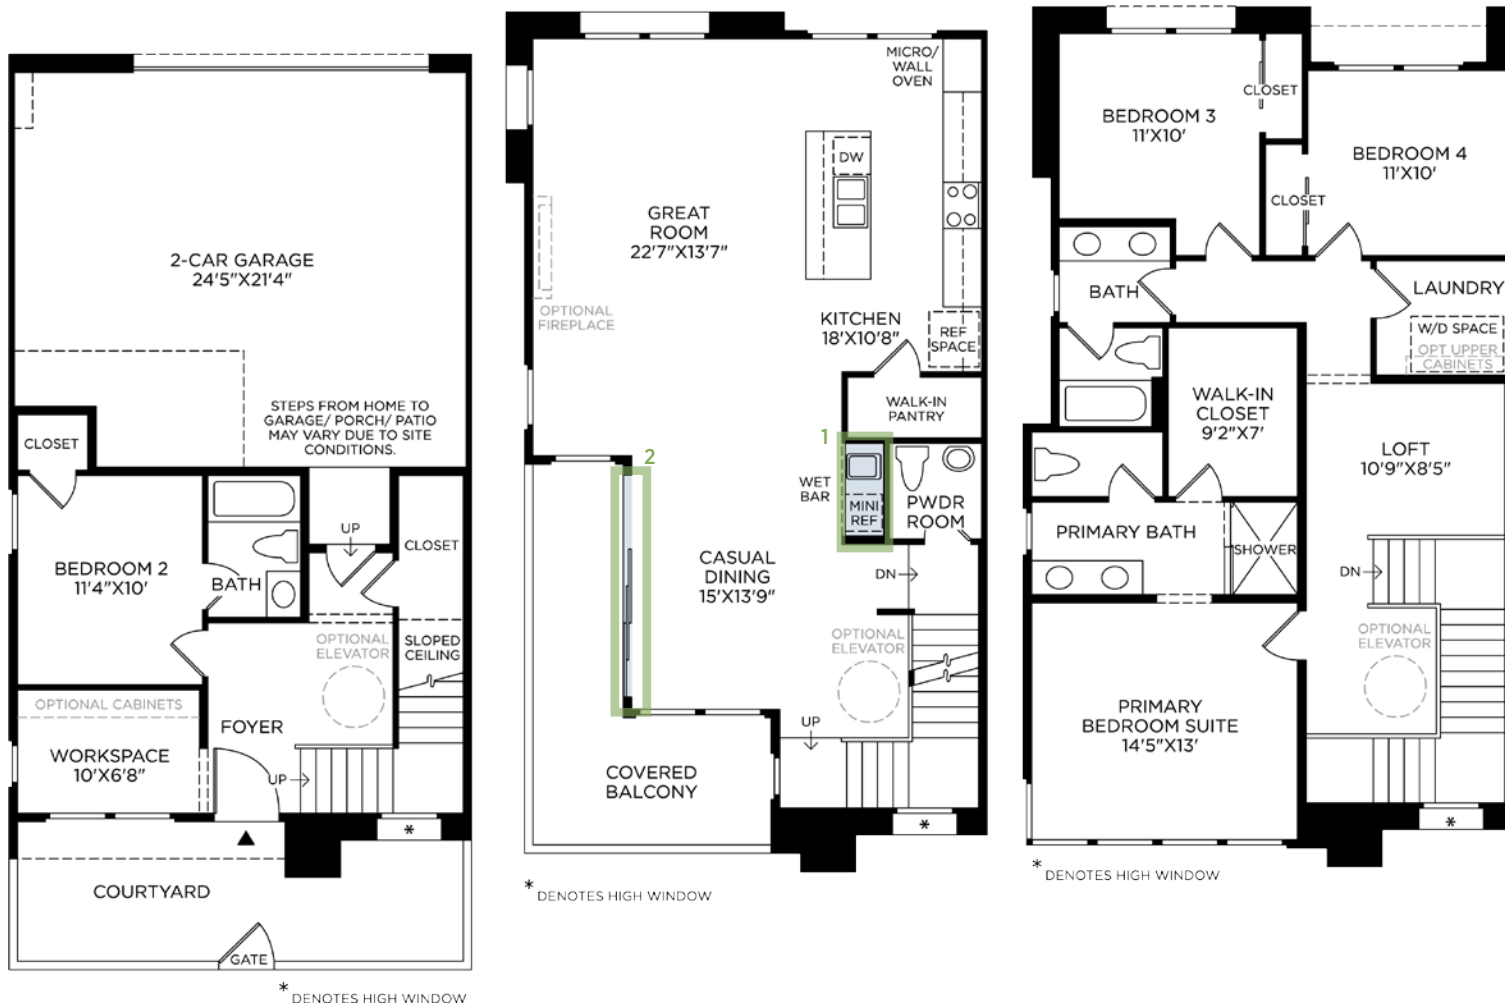 2-CAR GARAGE
24'5"X21'4"
STEPS FROM HOME TO
GARAGE/ PORCH/ PATIO
MAY VARY DUE TO SITE
CONDITIONS.
CLOSET
UP
CLOSET
BEDROOM 2
11'4"X10'
BATH
OPTIONAL
ELEVATOR
SLOPED
CEILING
OPTIONAL CABINETS
FOYER
WORKSPACE
10'X6'8"
UP
*
COURTYARD
GATE
* DENOTES HIGH WINDOW
MICRO/
WALL
OVEN
DW
GREAT
ROOM
22'7"X13'7"
OPTIONAL
FIREPLACE
KITCHEN
18'X10'8"
REF
SPACE
WALK-IN
PANTRY
1
2
WET
BAR
MINI
REF
PWDR
ROOM
CASUAL
DINING
15'X13'9"
DN
OPTIONAL
ELEVATOR
UP
COVERED
BALCONY
*
* DENOTES HIGH WINDOW
CLOSET
BEDROOM 3
11'X10'
BEDROOM 4
11'X10'
CLOSET
BATH
LAUNDRY
W/D SPACE
OPT UPPER
CABINETS
WALK-IN
CLOSET
9'2"X7'
LOFT
10'9"X8'5"
PRIMARY BATH
SHOWER
DN
OPTIONAL
ELEVATOR
PRIMARY
BEDROOM SUITE
14'5"X13'
*
* DENOTES HIGH WINDOW